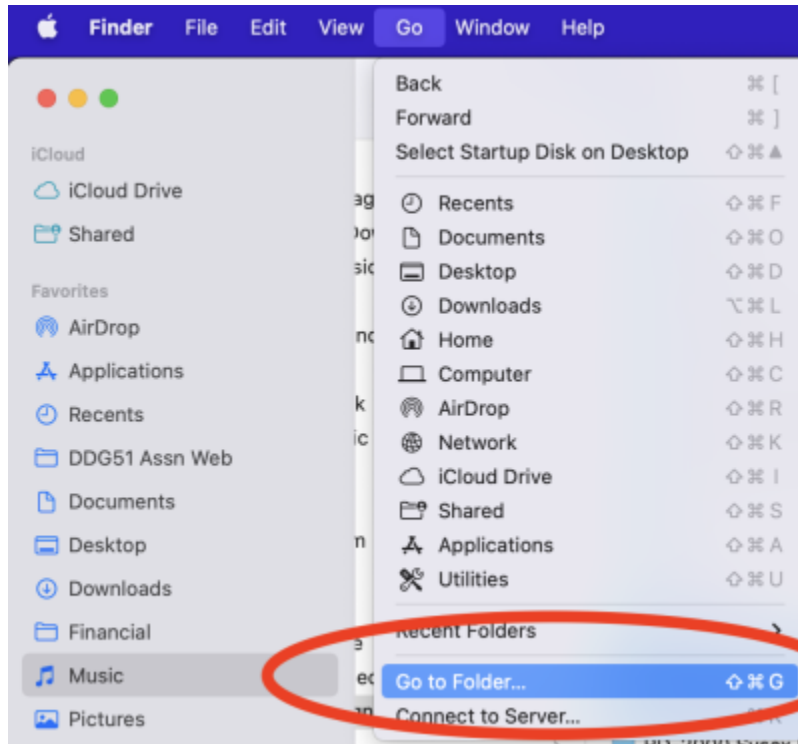 Finder File Edit View Go Window Help
iCloud
iCloud Drive
Shared
Favorites
AirDrop
Applications
Recents
DDG51 Assn Web
Documents
Desktop
Downloads
Financial
Music
Pictures
Back ⌘ [
Forward ⌘ ]
Select Startup Disk on Desktop ⇧⌘▲
Recents ⇧⌘F
Documents ⇧⌘O
Desktop ⇧⌘D
Downloads ⌥⌘L
Home ⇧⌘H
Computer ⇧⌘C
AirDrop ⇧⌘R
Network ⇧⌘K
iCloud Drive ⇧⌘I
Shared ⇧⌘S
Applications ⇧⌘A
Utilities ⇧⌘U
Recent Folders
Go to Folder... ⇧⌘G
Connect to Server... ⌘K